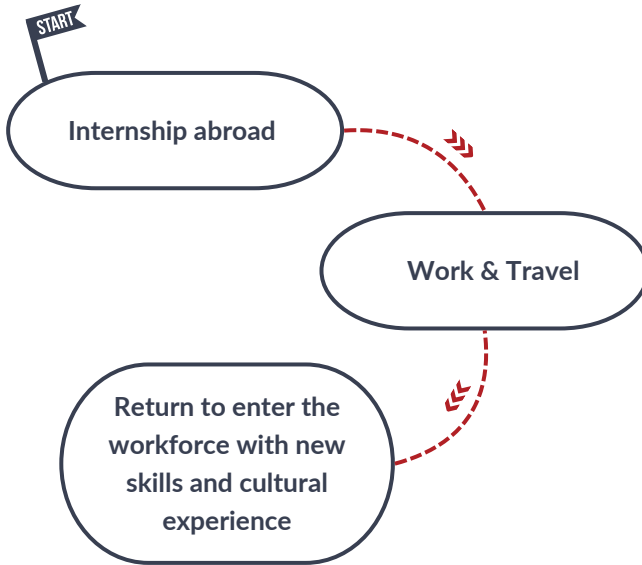 START
Internship abroad
Work & Travel
Return to enter the
workforce with new
skills and cultural
experience